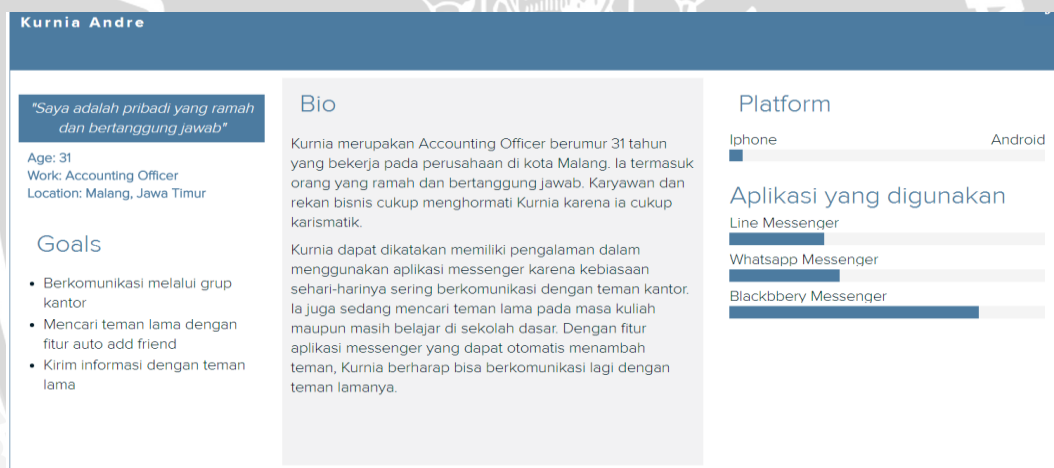 Kurnia Andre
"Saya adalah pribadi yang ramah
dan bertanggung jawab"
Age: 31
Work: Accounting Officer
Location: Malang, Jawa Timur
Goals
• Berkomunikasi melalui grup
kantor
• Mencari teman lama dengan
fitur auto add friend
• Kirim informasi dengan teman
lama
Bio
Kurnia merupakan Accounting Officer berumur 31 tahun
yang bekerja pada perusahaan di kota Malang. Ia termasuk
orang yang ramah dan bertanggung jawab. Karyawan dan
rekan bisnis cukup menghormati Kurnia karena ia cukup
karismatik.
Kurnia dapat dikatakan memiliki pengalaman dalam
menggunakan aplikasi messenger karena kebiasaan
sehari-harinya sering berkomunikasi dengan teman kantor.
Ia juga sedang mencari teman lama pada masa kuliah
maupun masih belajar di sekolah dasar. Dengan fitur
aplikasi messenger yang dapat otomatis menambah
teman, Kurnia berharap bisa berkomunikasi lagi dengan
teman lamanya.
Platform
Iphone Android
Aplikasi yang digunakan
Line Messenger
Whatsapp Messenger
Blackbbery Messenger